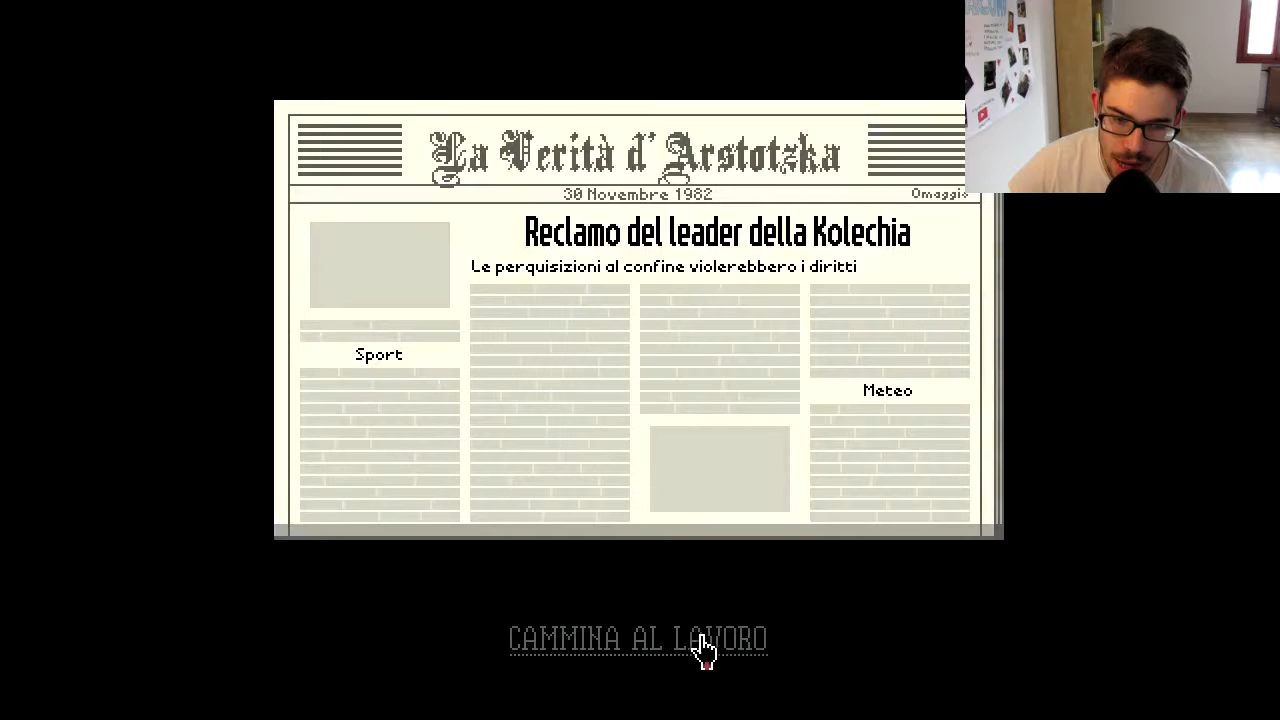 La Verità d'Arstotzka
30 Novembre 1982
Omaggio
Reclamo del leader della Kolechia
Le perquisizioni al confine violerebbero i diritti
Sport
Meteo
CAMMINA AL LAVORO